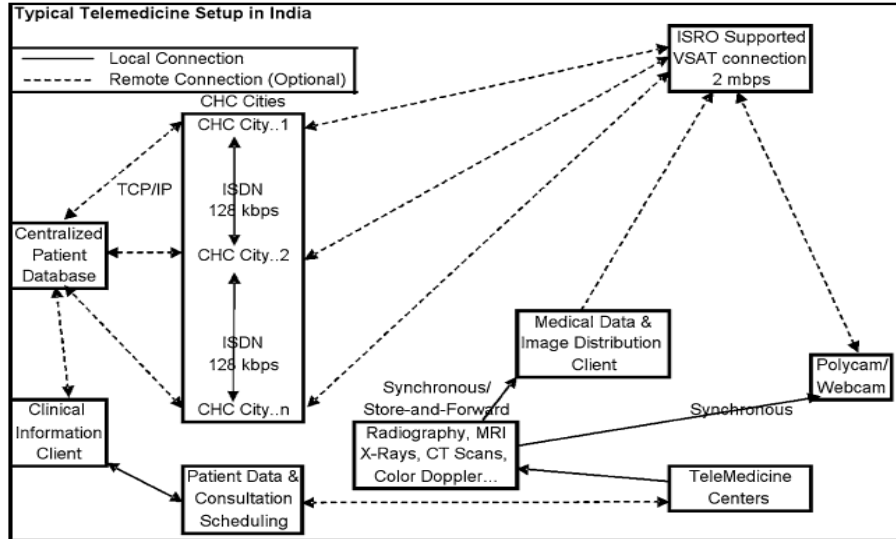 Typical Telemedicine Setup in India
Local Connection
Remote Connection (Optional)
ISRO Supported
VSAT connection
2 mbps
CHC Cities
CHC City..1
TCP/IP
ISDN
128 kbps
Centralized
Patient
Database
CHC City..2
ISDN
128 kbps
CHC City..n
Medical Data &
Image Distribution
Client
Polycam/
Webcam
Synchronous/
Store-and-Forward
Synchronous
Clinical
Information
Client
Radiography, MRI
X-Rays, CT Scans,
Color Doppler...
Patient Data &
Consultation
Scheduling
TeleMedicine
Centers